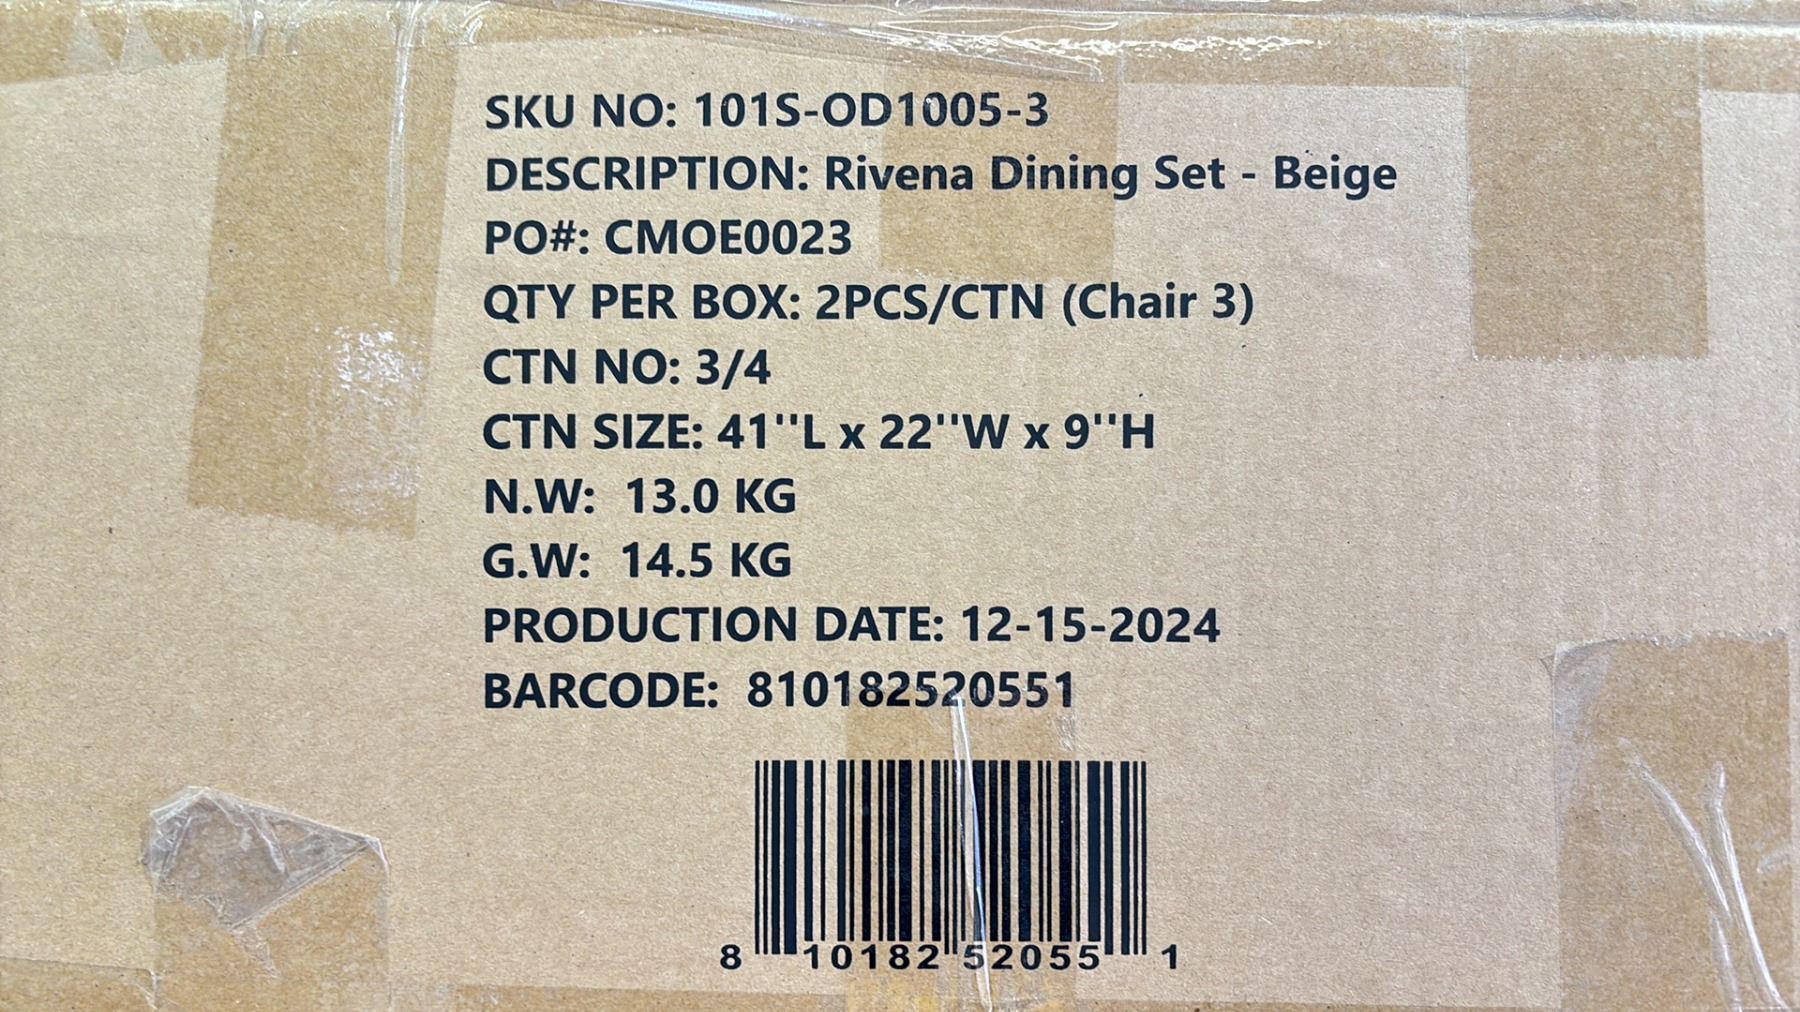 SKU NO: 101S-OD1005-3
DESCRIPTION: Rivena Dining Set - Beige
PO#: CMOE0023
QTY PER BOX: 2PCS/CTN (Chair 3)
CTN NO: 3/4
CTN SIZE: 41''L x 22''W x 9''H
N.W: 13.0 KG
G.W: 14.5 KG
PRODUCTION DATE: 12-15-2024
BARCODE: 810182520551
8 10182 52055 1